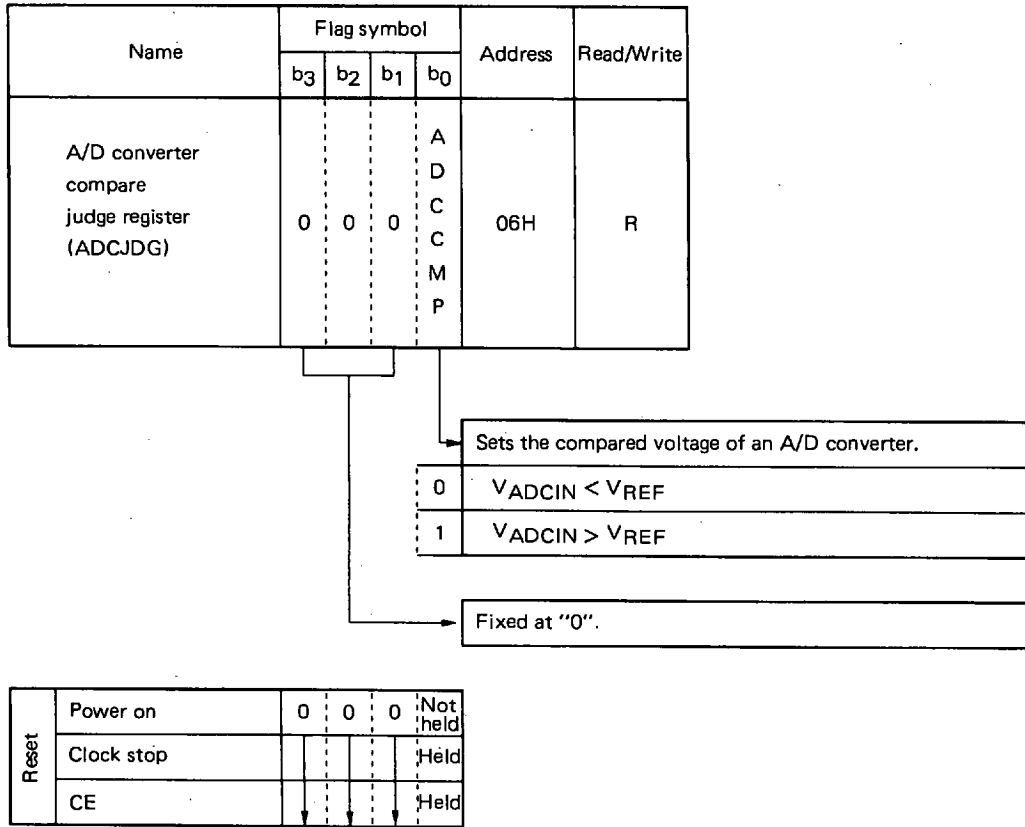 Name Flag symbol Address Read/Write
b3 b2 b1 b0
A/D converter
compare
judge register
(ADCJDG)
0 0 0
A
D
C
C
M
P
06H R
Sets the compared voltage of an A/D converter.
0 VADCIN < VREF
1 VADCIN > VREF
Fixed at "0".
Reset
Power on 0 0 0 Not held
Clock stop Held
CE Held